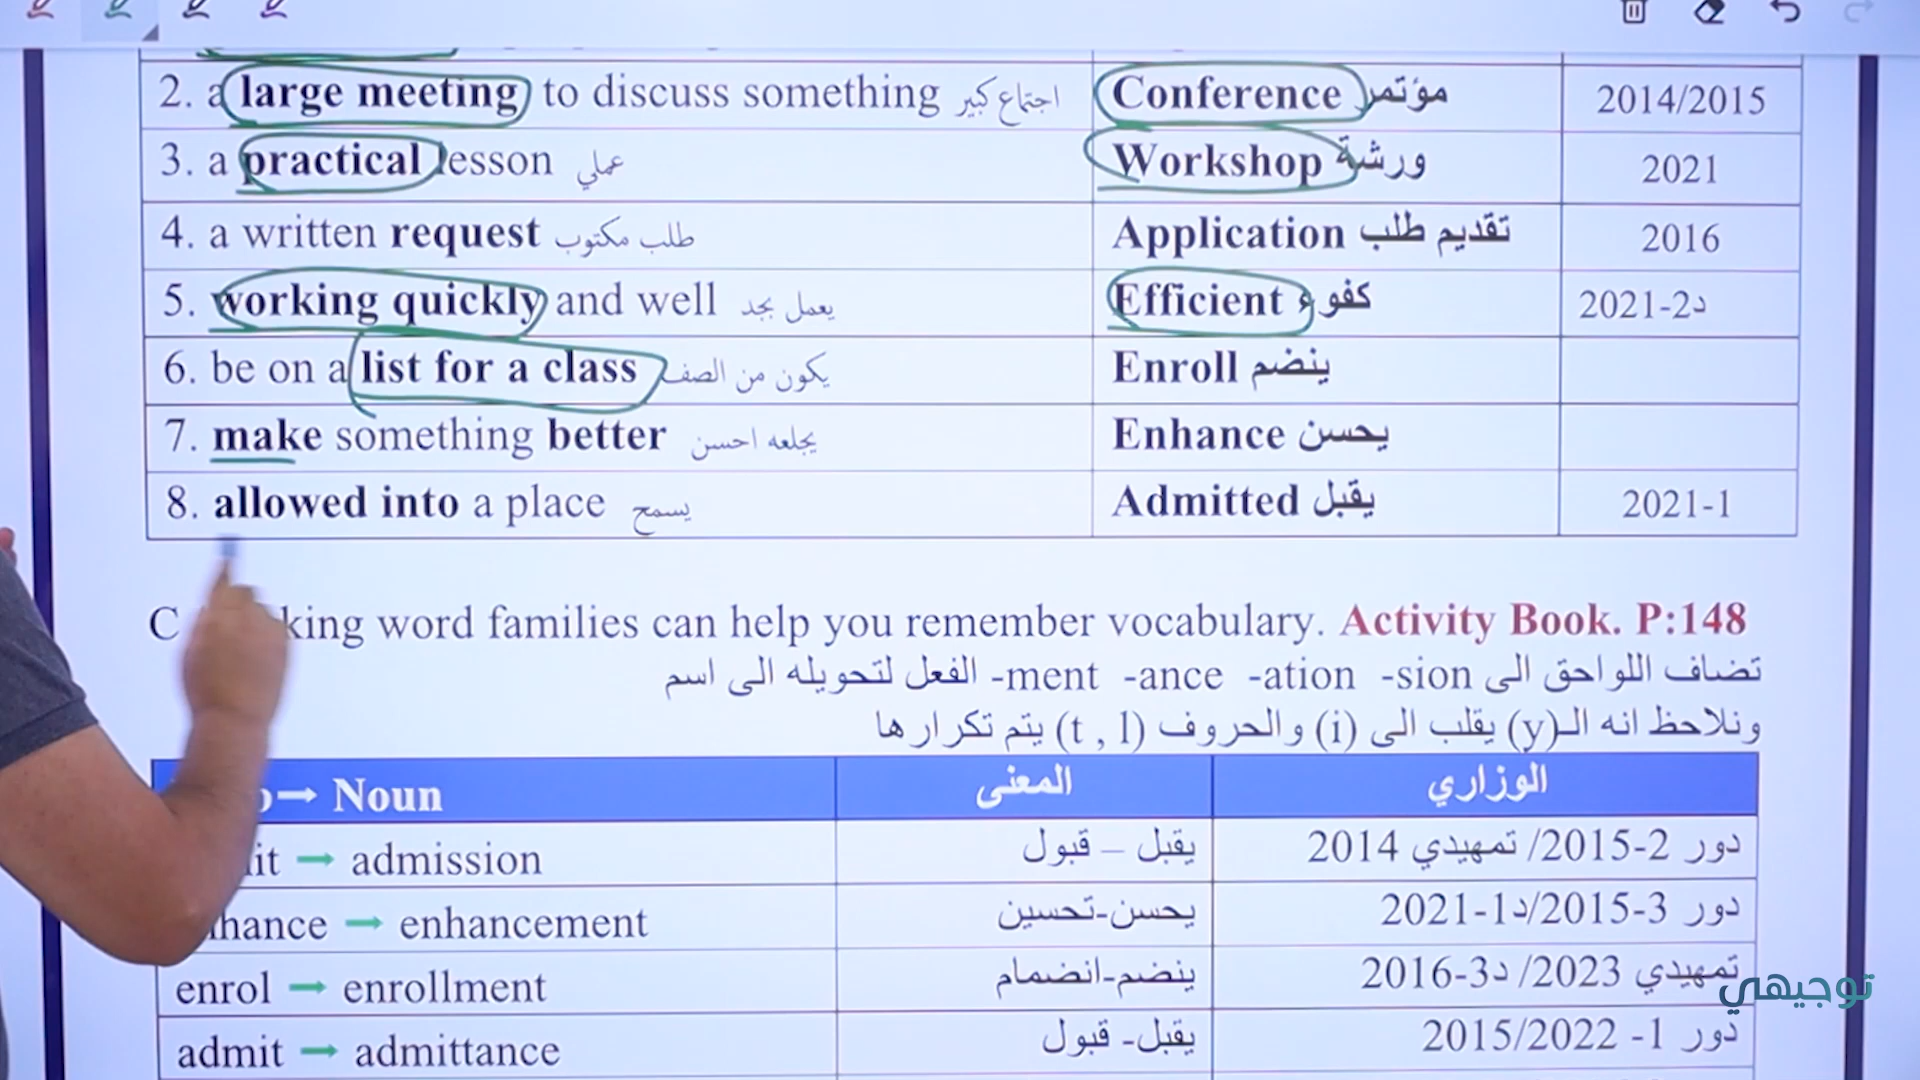 2. a large meeting to discuss something اجتماع كبير Conference مؤتمر 2014/2015
3. a practical lesson عملي Workshop ورشة 2021
4. a written request طلب مكتوب Application تقديم طلب 2016
5. working quickly and well يعمل بجد Efficient كفوء 2021-2د
6. be on a list for a class يكون من الصف Enroll ينضم
7. make something better يجلعه احسن Enhance يحسن
8. allowed into a place يسمح Admitted يقبل 2021-1
C king word families can help you remember vocabulary. Activity Book. P:148
تضاف اللواحق الى -ment -ance -ation -sion الفعل لتحويله الى اسم
ونلاحظ انه الـ(y) يقلب الى (i) والحروف (t , l) يتم تكرارها
→ Noun المعنى الوزاري
it → admission يقبل – قبول دور 2-2015/ تمهيدي 2014
hance → enhancement يحسن-تحسين دور 3-2015/د1-2021
enrol → enrollment ينضم-انضمام تمهيدي 2023/ د3-2016
admit → admittance يقبل- قبول دور 1- 2015/2022
توجيهي